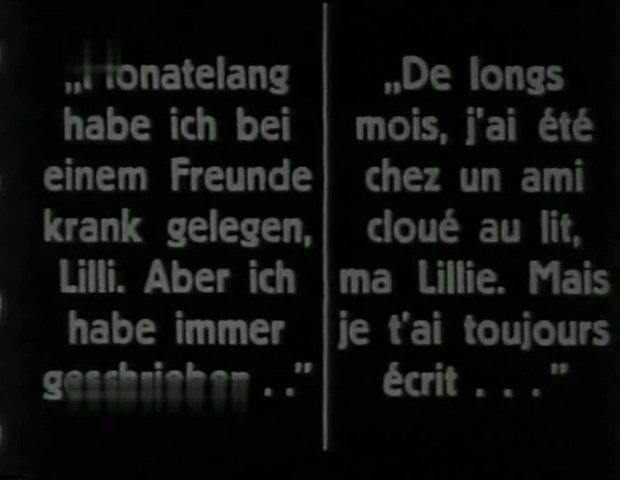 „Monatelang
habe ich bei
einem Freunde
krank gelegen,
Lilli. Aber ich
habe immer
geschrieben . ."
„De longs
mois, j'ai été
chez un ami
cloué au lit,
ma Lillie. Mais
je t'ai toujours
écrit . . ."